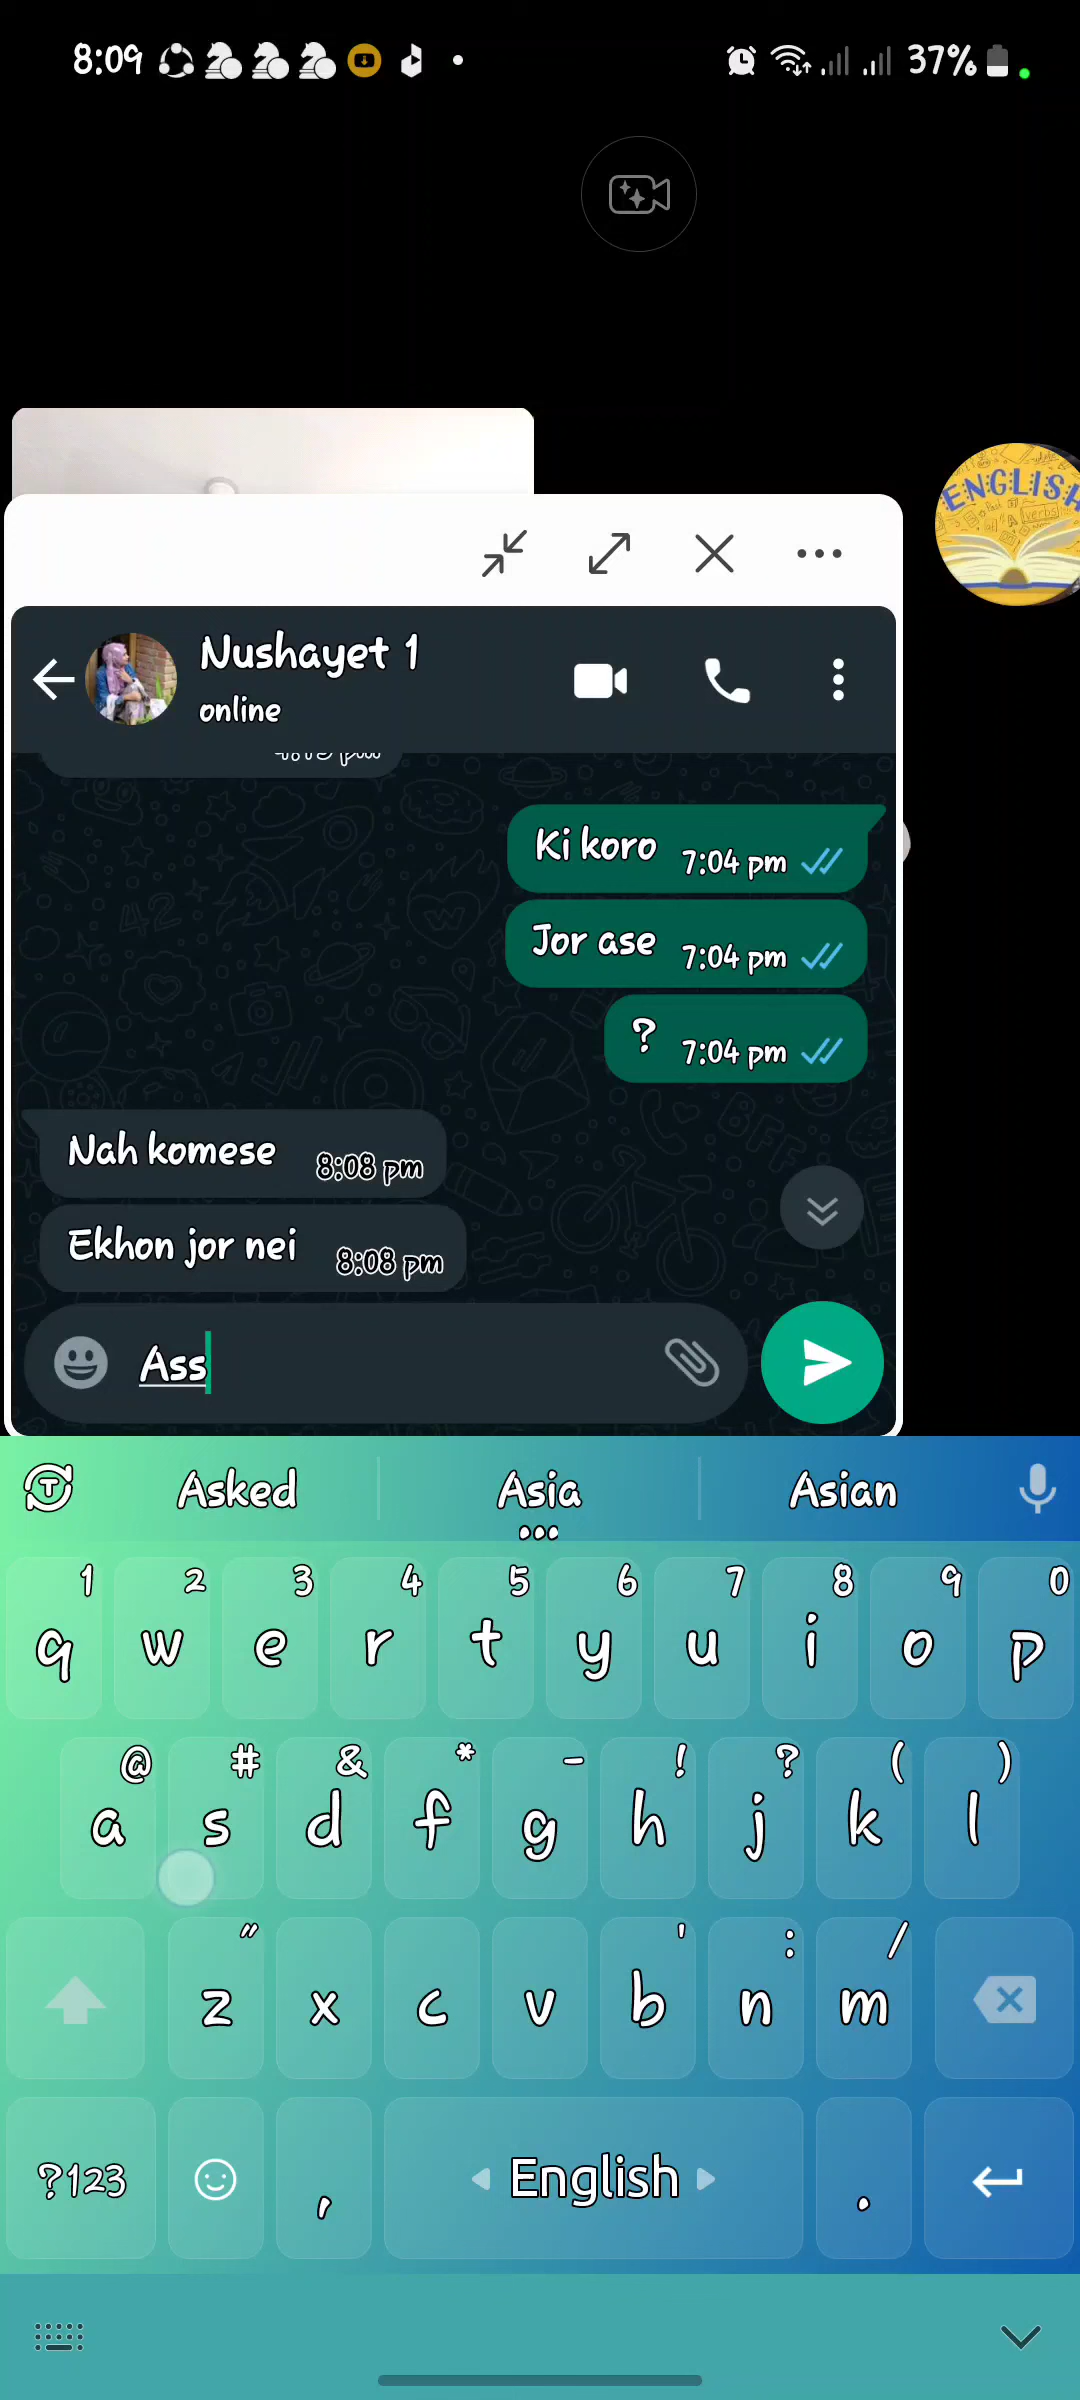 8:09 37%
ENGLISH
verbs
Nushayet 1
online
Ki koro 7:04 pm
Jor ase 7:04 pm
? 7:04 pm
Nah komese 8:08 pm
Ekhon jor nei 8:08 pm
Ass
Asked Asia Asian
1 2 3 4 5 6 7 8 9 0
q w e r t y u i o p
@ # & * - ! ? ( )
a s d f g h j k l
" ' : /
z x c v b n m
?123 , English .